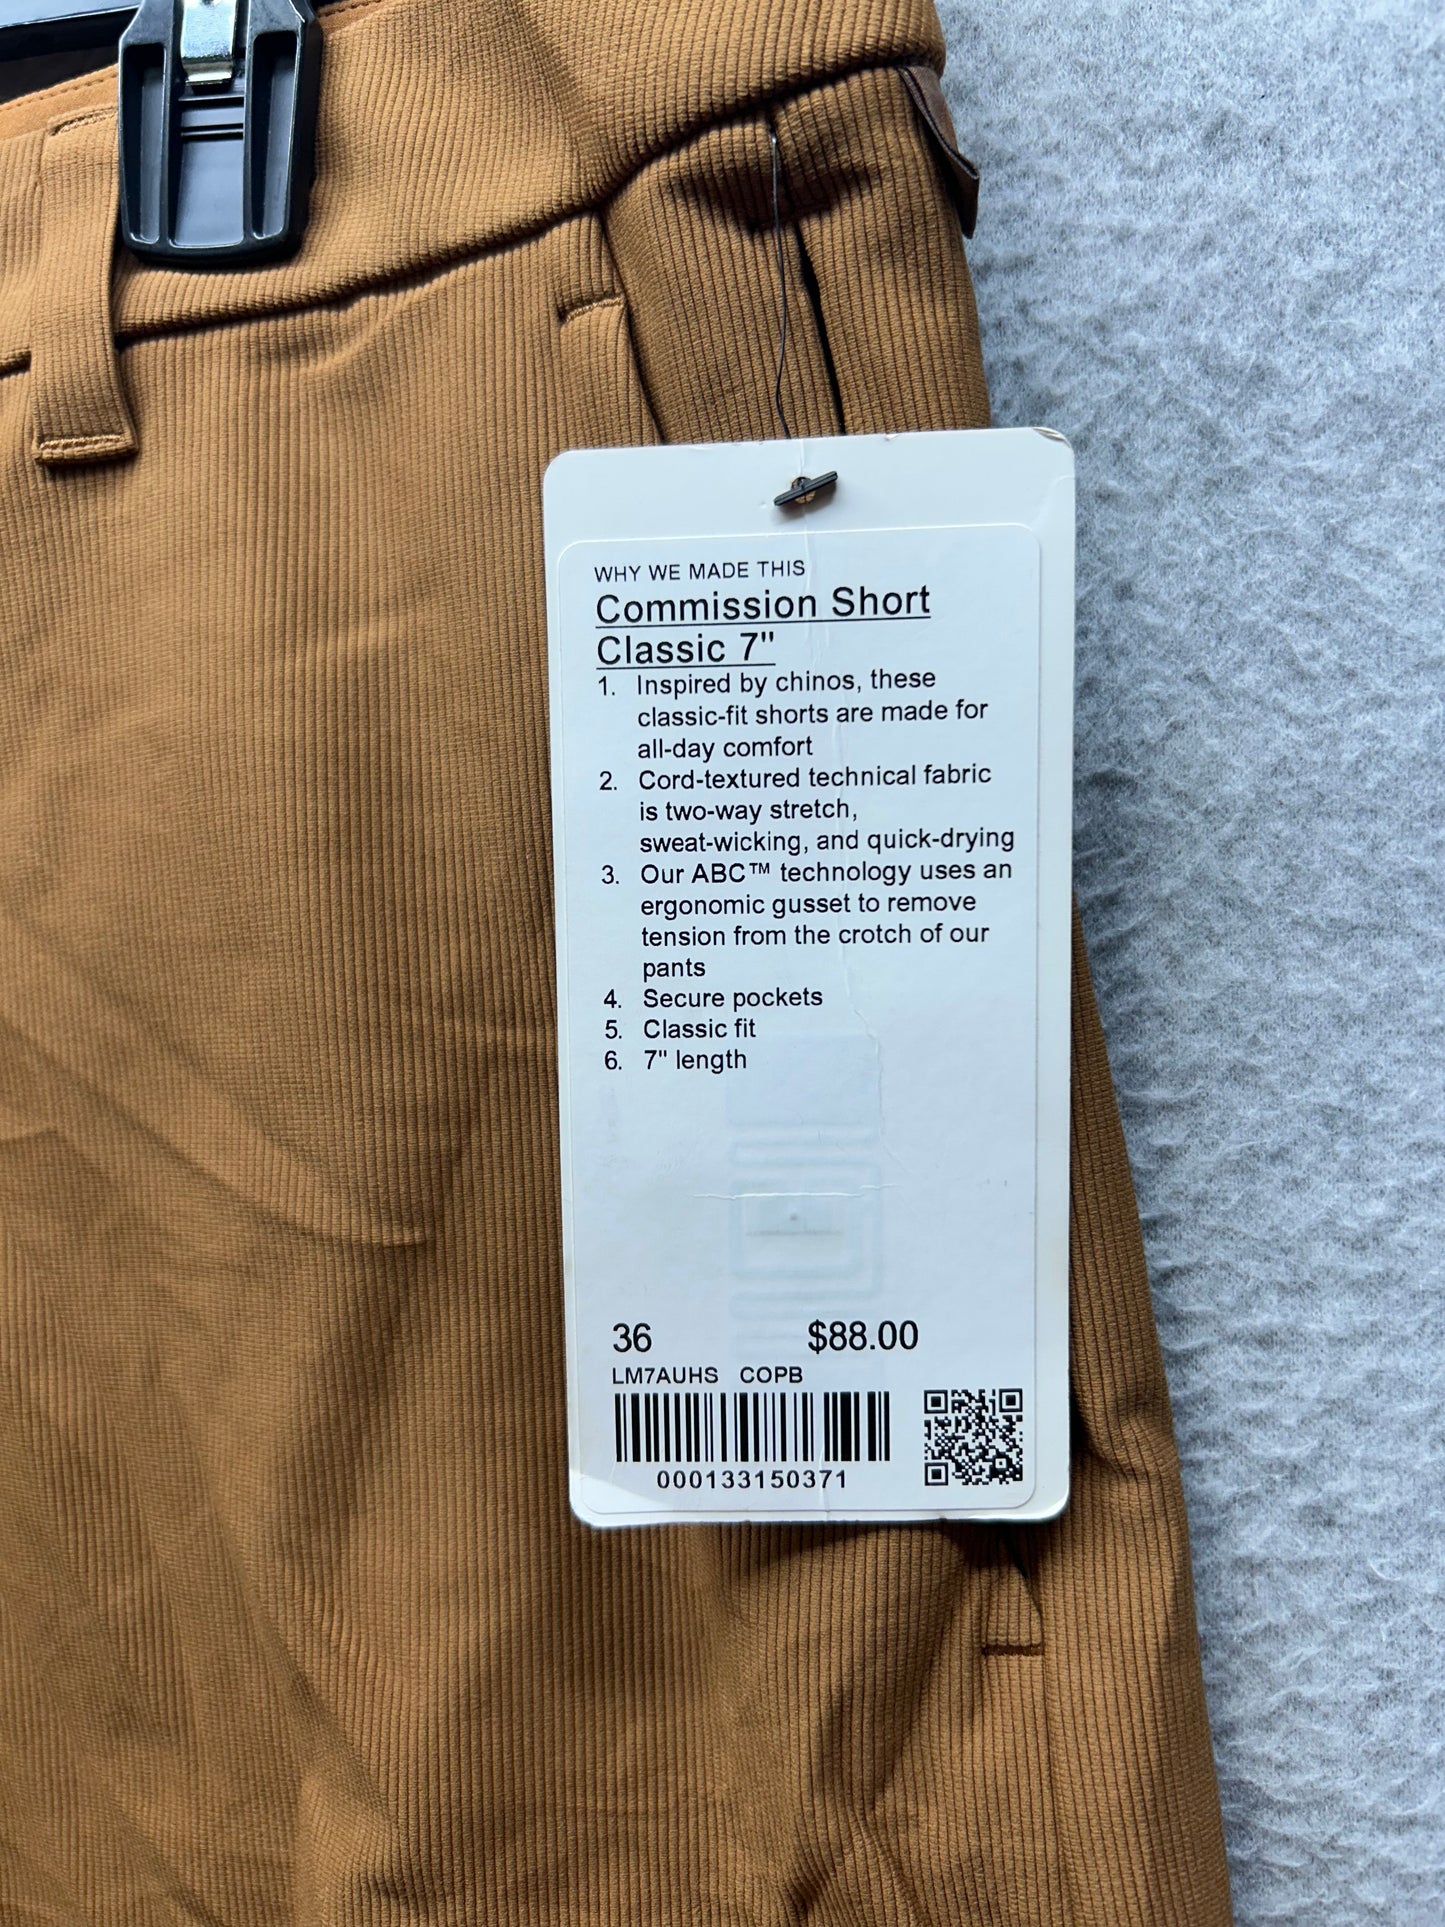 WHY WE MADE THIS
Commission Short
Classic 7"
1. Inspired by chinos, these
classic-fit shorts are made for
all-day comfort
2. Cord-textured technical fabric
is two-way stretch,
sweat-wicking, and quick-drying
3. Our ABC™ technology uses an
ergonomic gusset to remove
tension from the crotch of our
pants
4. Secure pockets
5. Classic fit
6. 7" length
36 $88.00
LM7AUHS COPB
000133150371